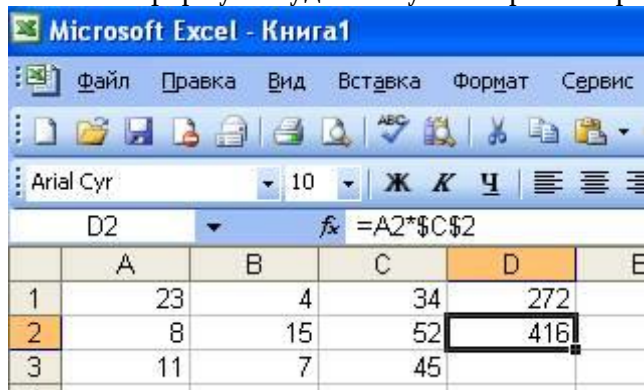 Microsoft Excel - Книга1
Файл Правка Вид Вставка Формат Сервис
Arial Cyr 10 Ж К Ч
D2 fx =A2*$C$2
A B C D E
1 23 4 34 272
2 8 15 52 416
3 11 7 45